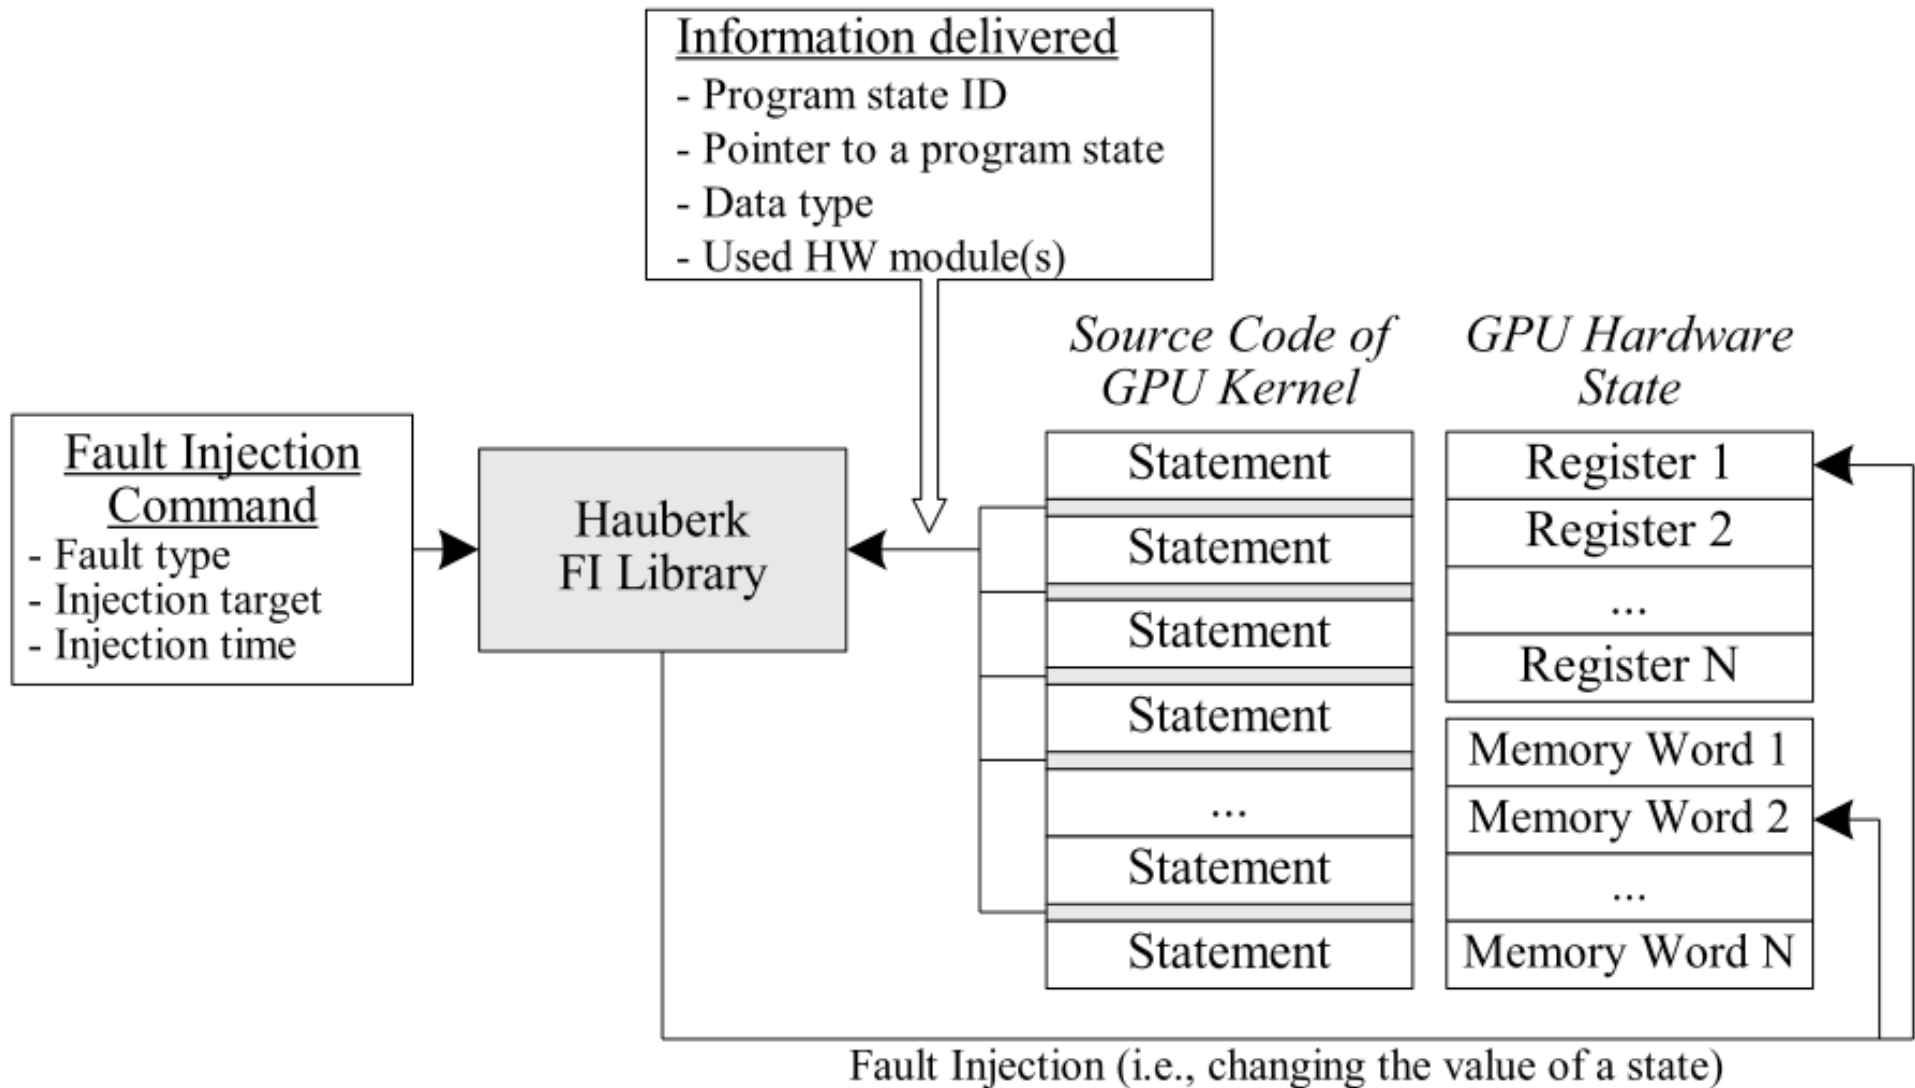 Information delivered
- Program state ID
- Pointer to a program state
- Data type
- Used HW module(s)
Fault Injection
Command
- Fault type
- Injection target
- Injection time
Hauberk
FI Library
Source Code of
GPU Kernel
Statement
Statement
Statement
Statement
...
Statement
Statement
GPU Hardware
State
Register 1
Register 2
...
Register N
Memory Word 1
Memory Word 2
...
Memory Word N
Fault Injection (i.e., changing the value of a state)